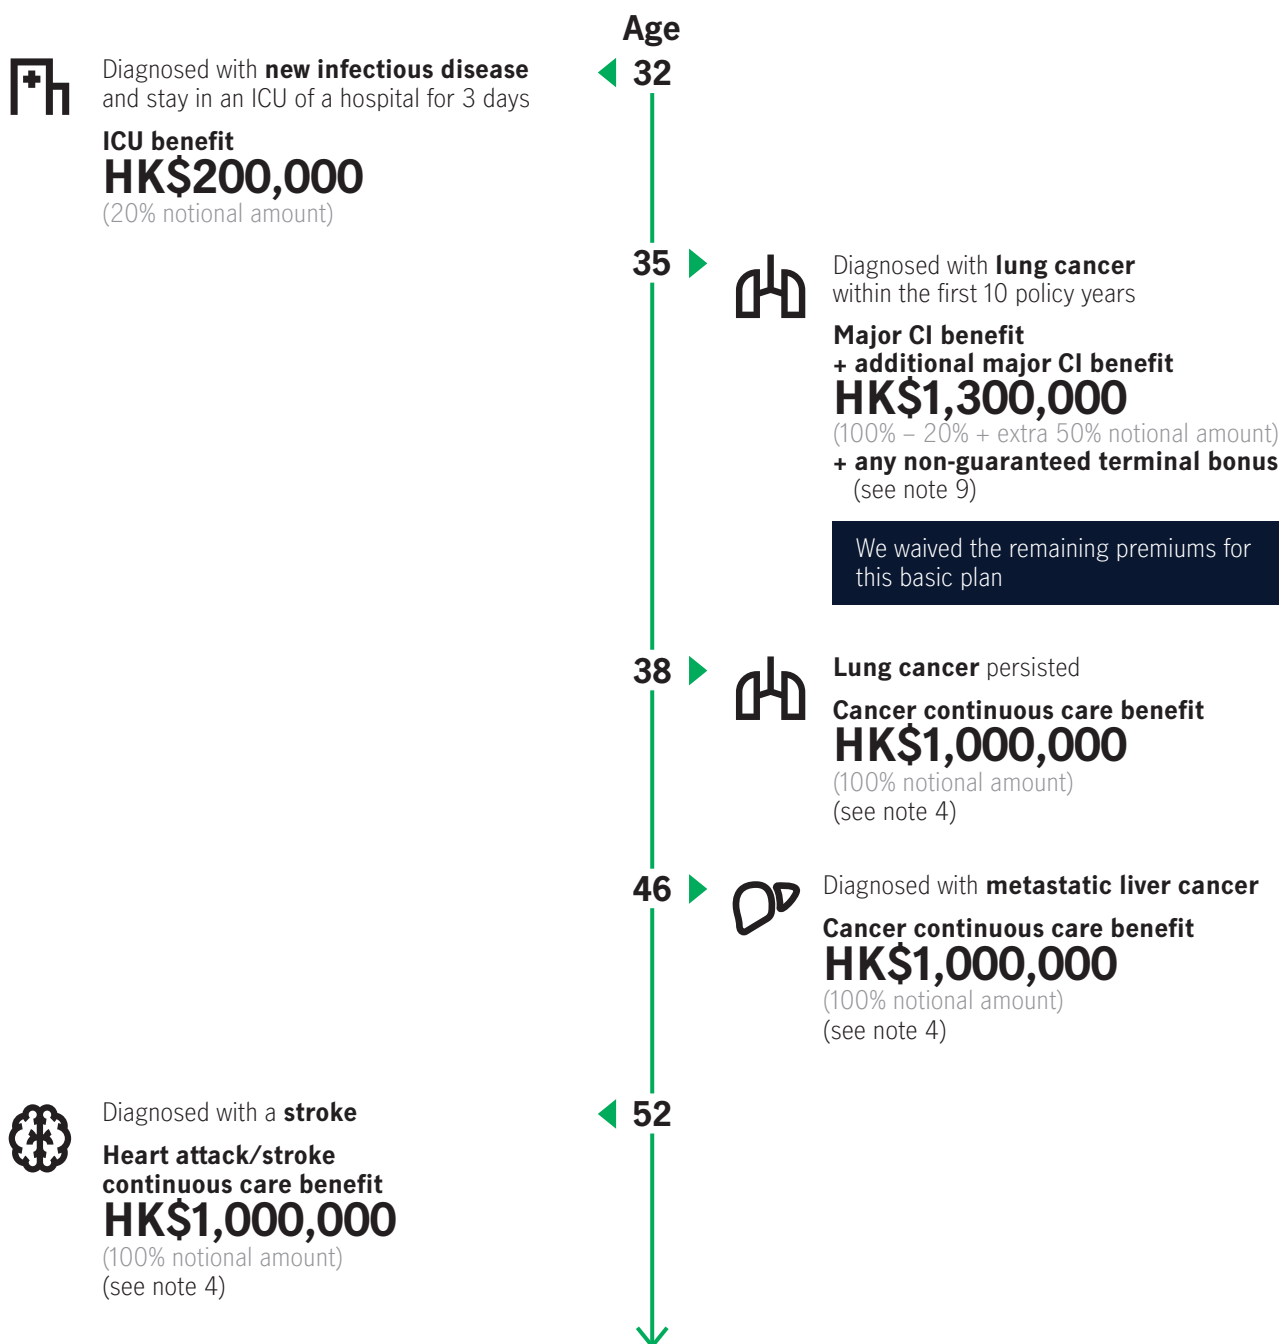 Age
32
Diagnosed with new infectious disease
and stay in an ICU of a hospital for 3 days
ICU benefit
HK$200,000
(20% notional amount)
35
Diagnosed with lung cancer
within the first 10 policy years
Major CI benefit
+ additional major CI benefit
HK$1,300,000
(100% – 20% + extra 50% notional amount)
+ any non-guaranteed terminal bonus
(see note 9)
We waived the remaining premiums for
this basic plan
38
Lung cancer persisted
Cancer continuous care benefit
HK$1,000,000
(100% notional amount)
(see note 4)
46
Diagnosed with metastatic liver cancer
Cancer continuous care benefit
HK$1,000,000
(100% notional amount)
(see note 4)
52
Diagnosed with a stroke
Heart attack/stroke
continuous care benefit
HK$1,000,000
(100% notional amount)
(see note 4)